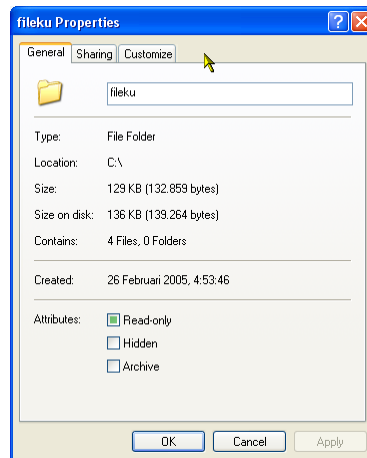 fileku Properties
General Sharing Customize
fileku
Type: File Folder
Location: C:\
Size: 129 KB (132.859 bytes)
Size on disk: 136 KB (139.264 bytes)
Contains: 4 Files, 0 Folders
Created: 26 Februari 2005, 4:53:46
Attributes: Read-only
Hidden
Archive
OK Cancel Apply